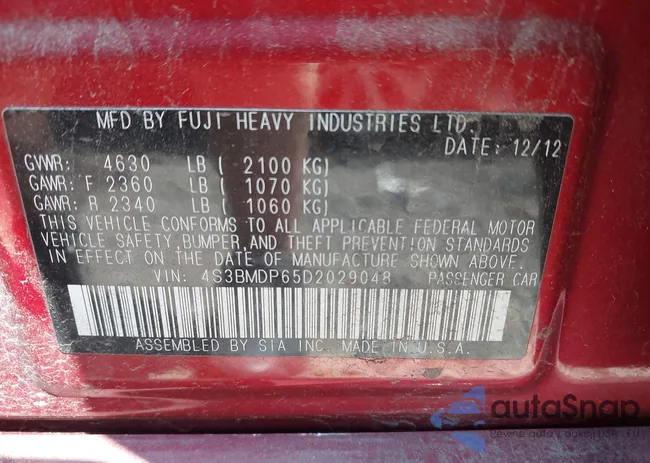 MFD BY FUJI HEAVY INDUSTRIES LTD.
DATE: 12/12
GVWR: 4630 LB ( 2100 KG)
GAWR: F 2360 LB ( 1070 KG)
GAWR: R 2340 LB ( 1060 KG)
THIS VEHICLE CONFORMS TO ALL APPLICABLE FEDERAL MOTOR
VEHICLE SAFETY,BUMPER,AND THEFT PREVENTION STANDARDS
IN EFFECT ON THE DATE OF MANUFACTURE SHOWN ABOVE.
VIN: 4S3BMDP65D2029048 PASSENGER CAR
ASSEMBLED BY SIA INC. MADE IN U.S.A.
autoSnap
Pewne auta